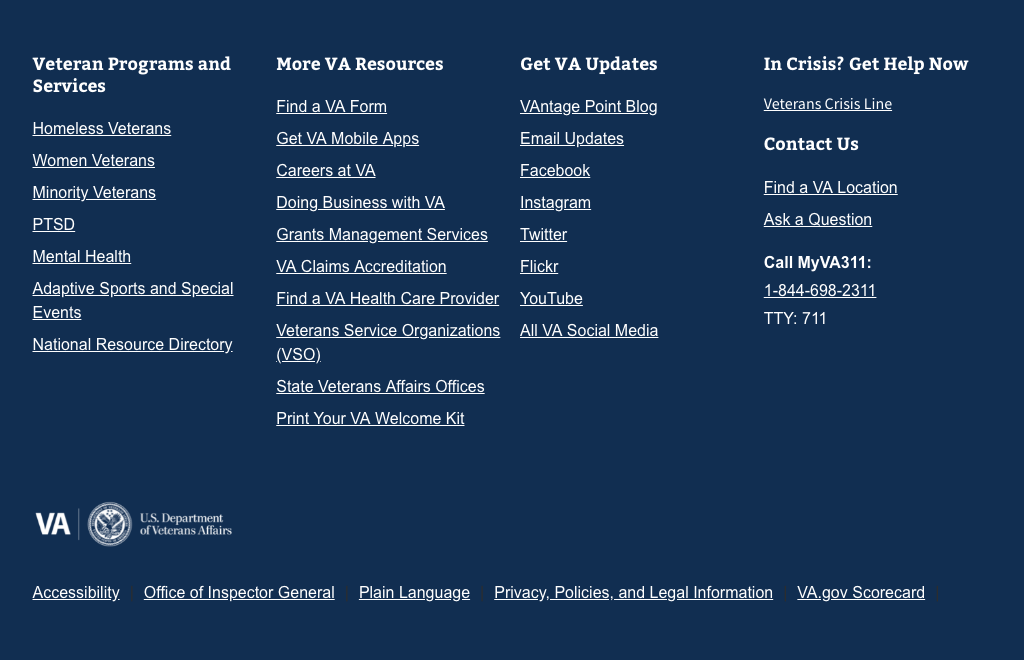 Veteran Programs and
Services
Homeless Veterans
Women Veterans
Minority Veterans
PTSD
Mental Health
Adaptive Sports and Special
Events
National Resource Directory
More VA Resources
Find a VA Form
Get VA Mobile Apps
Careers at VA
Doing Business with VA
Grants Management Services
VA Claims Accreditation
Find a VA Health Care Provider
Veterans Service Organizations
(VSO)
State Veterans Affairs Offices
Print Your VA Welcome Kit
Get VA Updates
VAntage Point Blog
Email Updates
Facebook
Instagram
Twitter
Flickr
YouTube
All VA Social Media
In Crisis? Get Help Now
Veterans Crisis Line
Contact Us
Find a VA Location
Ask a Question
Call MyVA311:
1-844-698-2311
TTY: 711
VA
U.S. Department
of Veterans Affairs
Accessibility Office of Inspector General Plain Language Privacy, Policies, and Legal Information VA.gov Scorecard